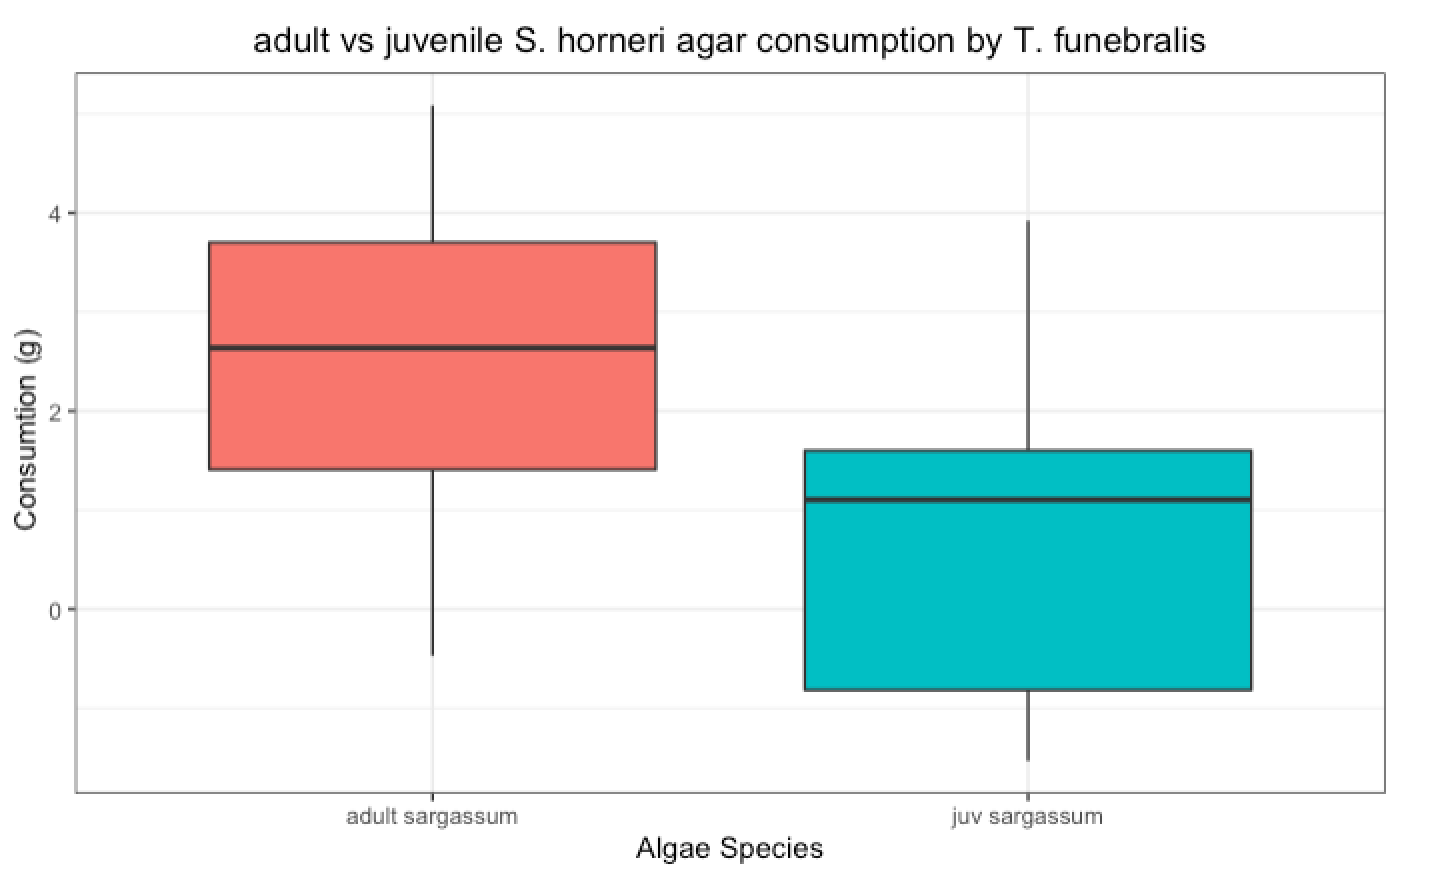 adult vs juvenile S. horneri agar consumption by T. funebralis
Consumtion (g)
4
2
0
adult sargassum
juv sargassum
Algae Species